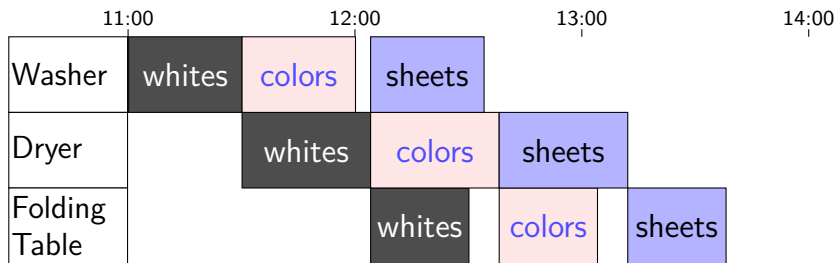 11:00 12:00 13:00 14:00
Washer whites colors sheets
Dryer whites colors sheets
Folding
Table
whites colors sheets